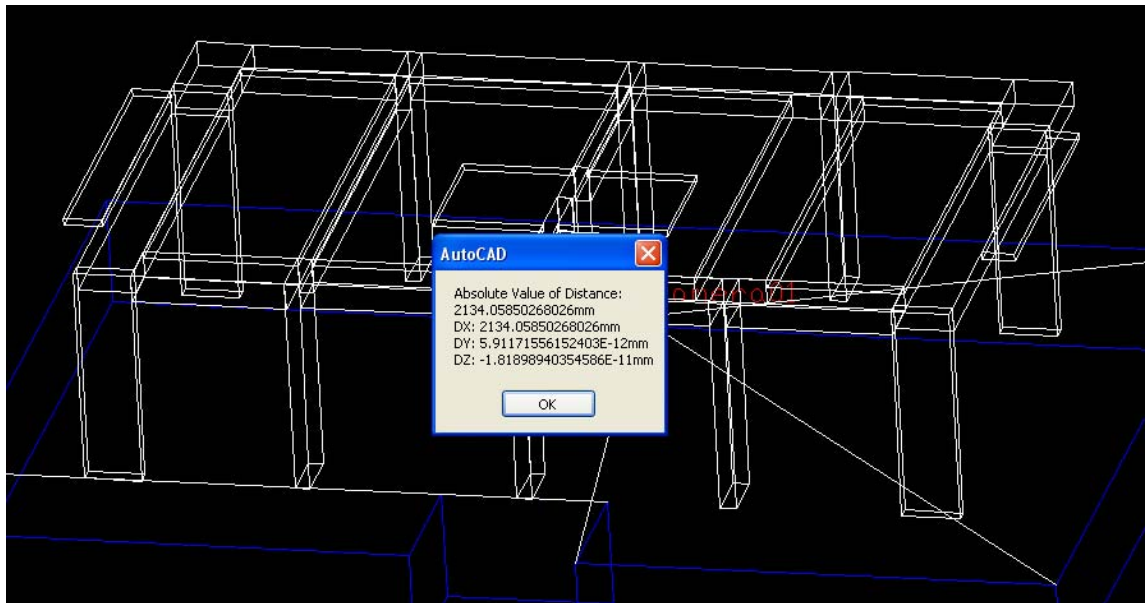 AutoCAD
Absolute Value of Distance:
2134.05850268026mm
DX: 2134.05850268026mm
DY: 5.91171556152403E-12mm
DZ: -1.81898940354586E-11mm
OK